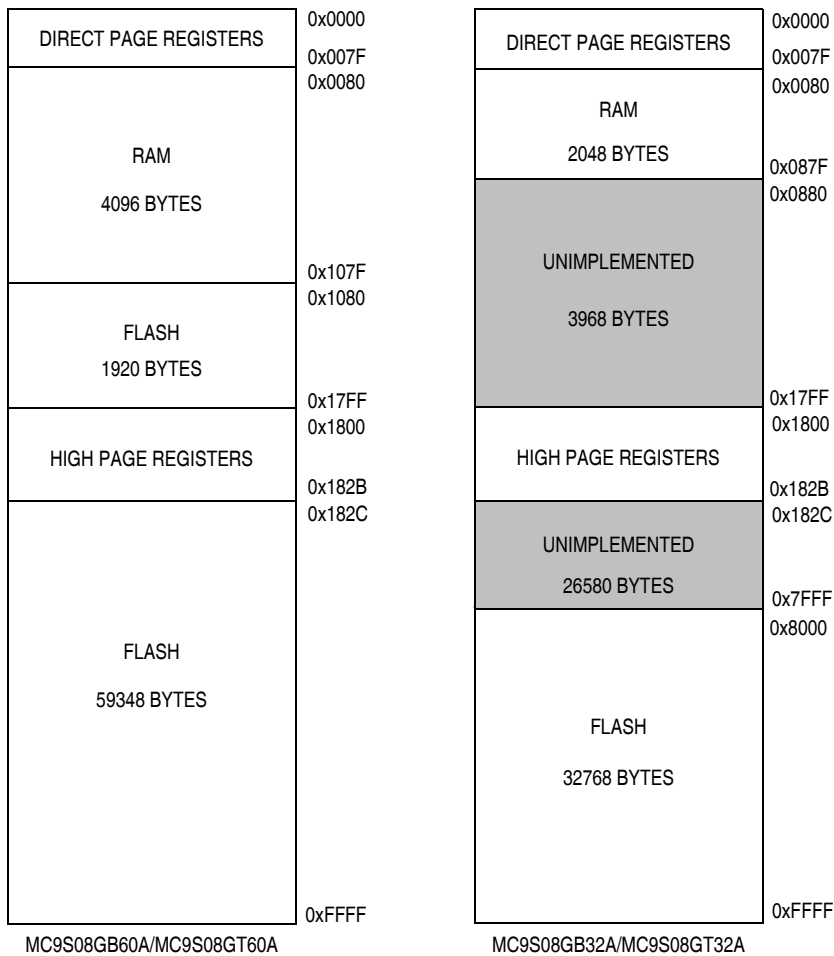 DIRECT PAGE REGISTERS
0x0000
0x007F
0x0080
RAM
4096 BYTES
0x107F
0x1080
FLASH
1920 BYTES
0x17FF
0x1800
HIGH PAGE REGISTERS
0x182B
0x182C
FLASH
59348 BYTES
0xFFFF
MC9S08GB60A/MC9S08GT60A
DIRECT PAGE REGISTERS
0x0000
0x007F
0x0080
RAM
2048 BYTES
0x087F
0x0880
UNIMPLEMENTED
3968 BYTES
0x17FF
0x1800
HIGH PAGE REGISTERS
0x182B
0x182C
UNIMPLEMENTED
26580 BYTES
0x7FFF
0x8000
FLASH
32768 BYTES
0xFFFF
MC9S08GB32A/MC9S08GT32A